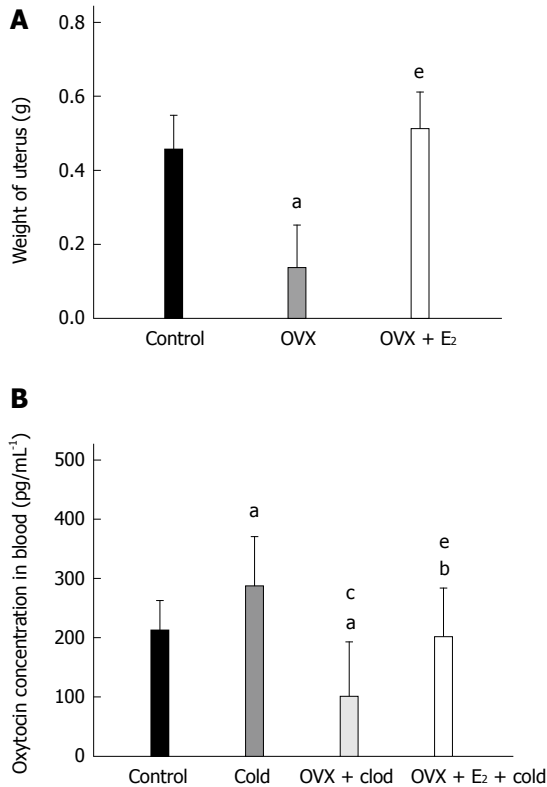 A
Weight of uterus (g)
0.8
0.6
0.4
0.2
0.0
a
e
Control OVX OVX + E₂
B
Oxytocin concentration in blood (pg/mL⁻¹)
500
400
300
200
100
0
a
c
a
e
b
Control Cold OVX + clod OVX + E₂ + cold